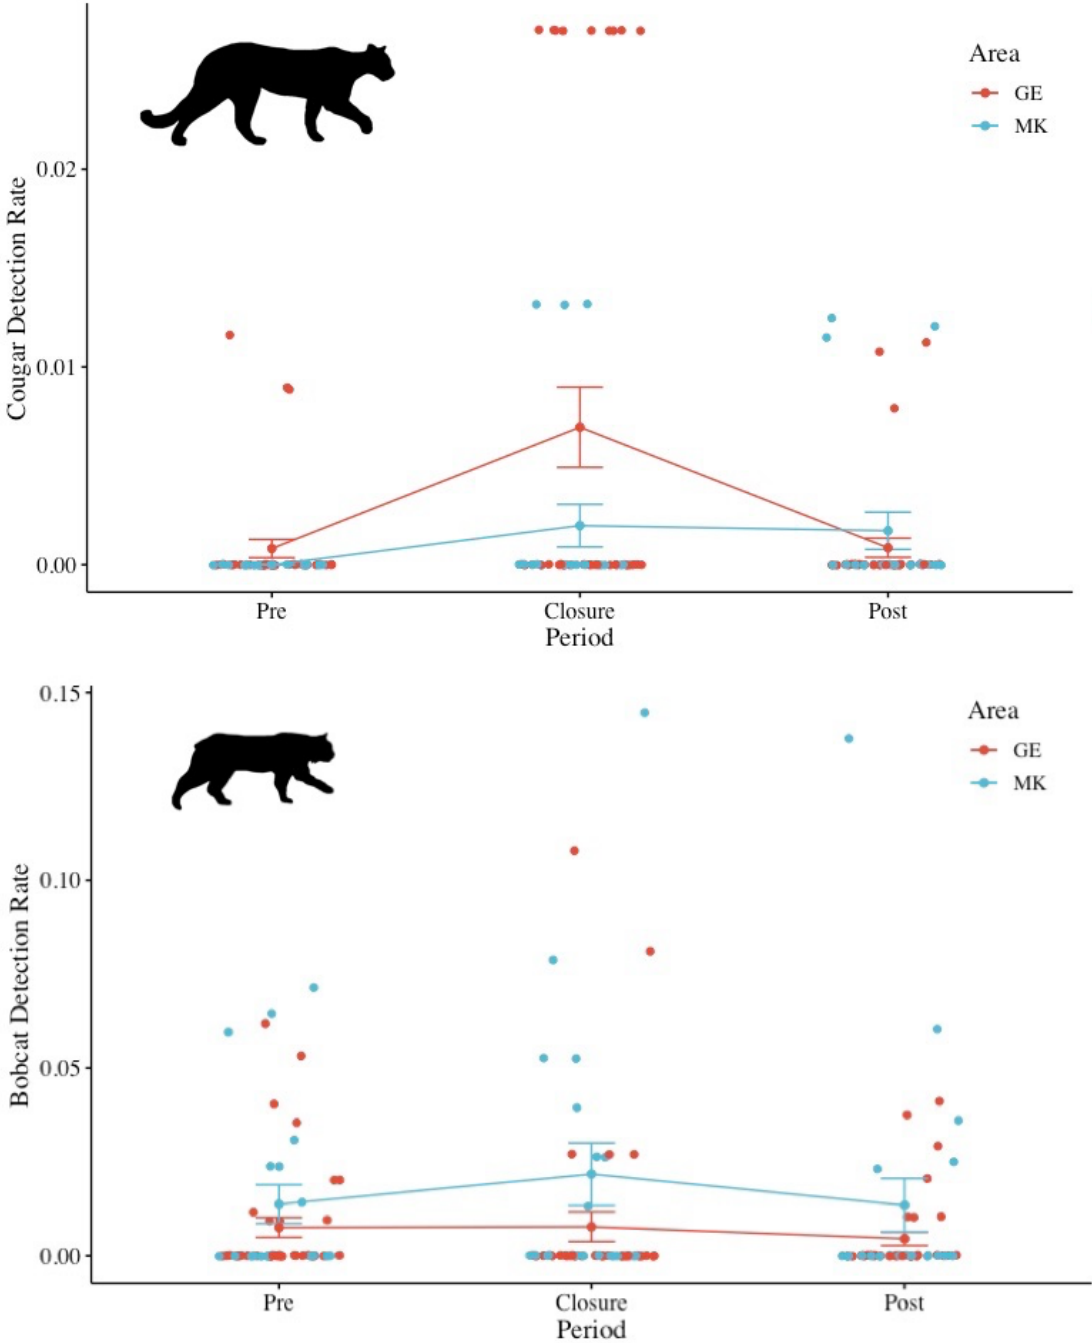 Cougar Detection Rate
0.02
0.01
0.00
Pre
Closure
Post
Period
Area
GE
MK
Bobcat Detection Rate
0.15
0.10
0.05
0.00
Pre
Closure
Post
Period
Area
GE
MK